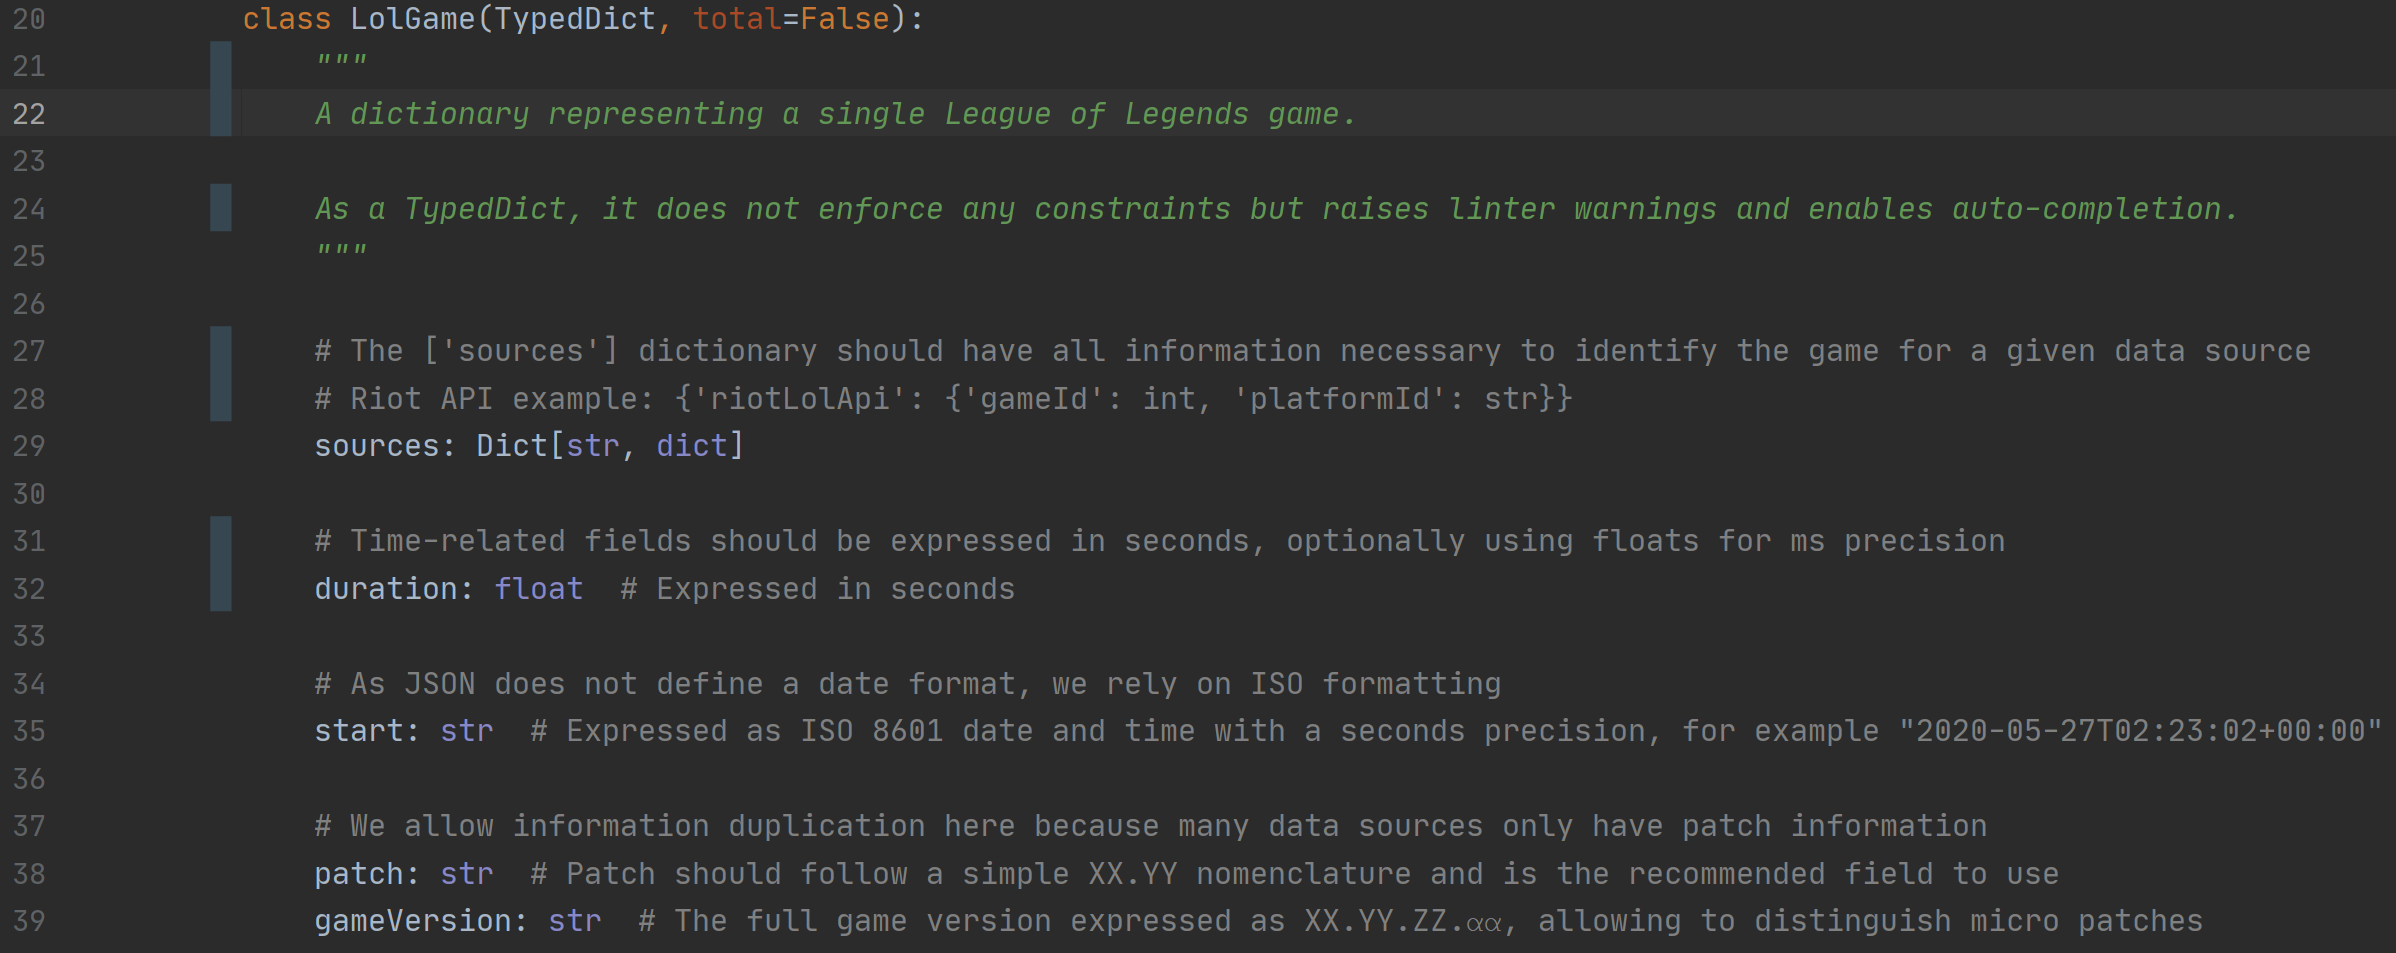 20 class LolGame(TypedDict, total=False):
21 """
22 A dictionary representing a single League of Legends game.
23
24 As a TypedDict, it does not enforce any constraints but raises linter warnings and enables auto-completion.
25 """
26
27 # The ['sources'] dictionary should have all information necessary to identify the game for a given data source
28 # Riot API example: {'riotLolApi': {'gameId': int, 'platformId': str}}
29 sources: Dict[str, dict]
30
31 # Time-related fields should be expressed in seconds, optionally using floats for ms precision
32 duration: float  # Expressed in seconds
33
34 # As JSON does not define a date format, we rely on ISO formatting
35 start: str  # Expressed as ISO 8601 date and time with a seconds precision, for example "2020-05-27T02:23:02+00:00"
36
37 # We allow information duplication here because many data sources only have patch information
38 patch: str  # Patch should follow a simple XX.YY nomenclature and is the recommended field to use
39 gameVersion: str  # The full game version expressed as XX.YY.ZZ.αα, allowing to distinguish micro patches